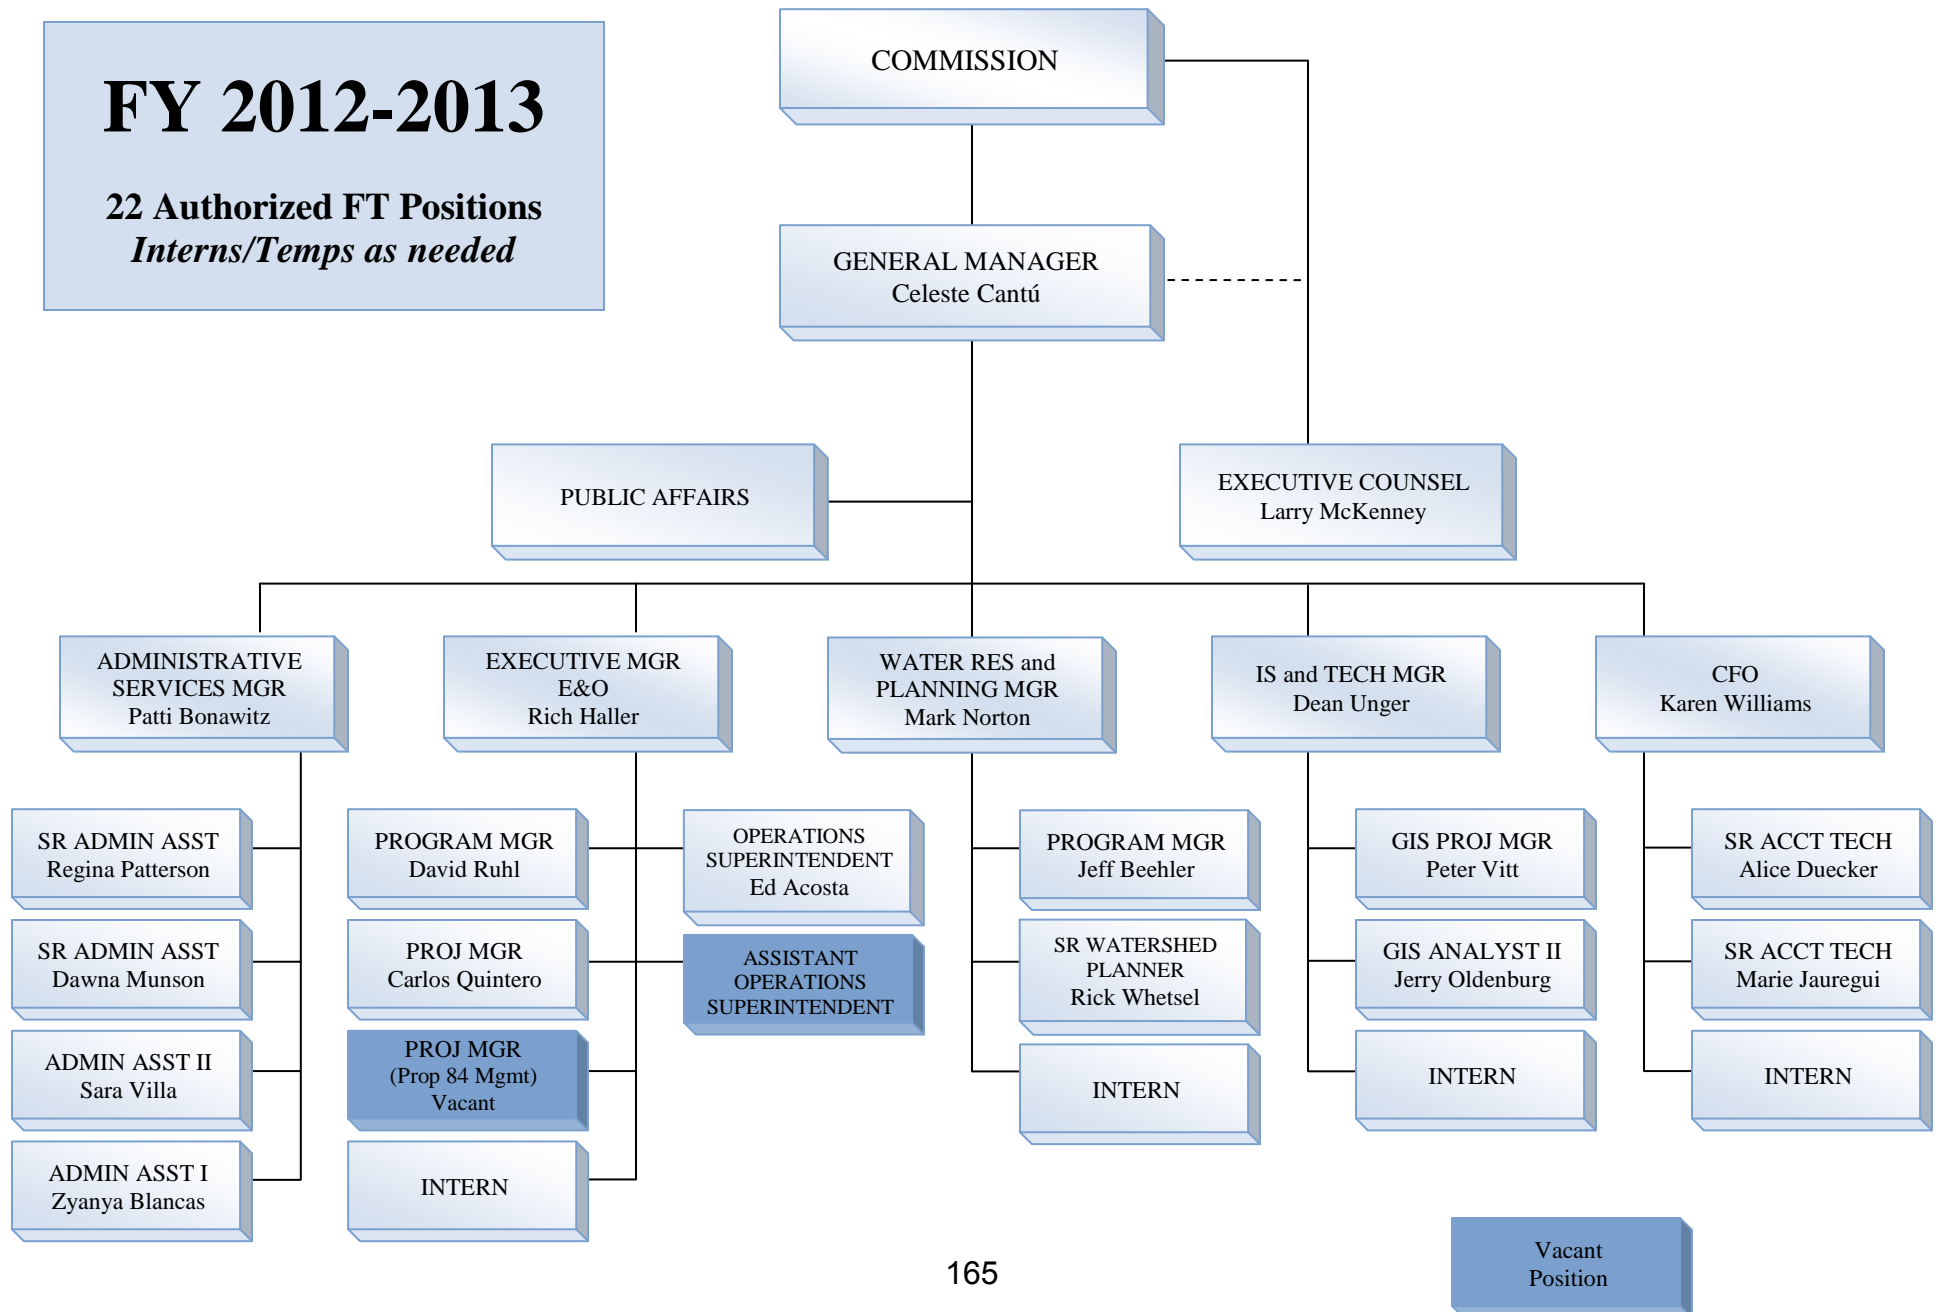 FY 2012-2013
22 Authorized FT Positions
Interns/Temps as needed
COMMISSION
GENERAL MANAGER
Celeste Cantú
PUBLIC AFFAIRS
EXECUTIVE COUNSEL
Larry McKenney
ADMINISTRATIVE
SERVICES MGR
Patti Bonawitz
EXECUTIVE MGR
E&O
Rich Haller
WATER RES and
PLANNING MGR
Mark Norton
IS and TECH MGR
Dean Unger
CFO
Karen Williams
SR ADMIN ASST
Regina Patterson
SR ADMIN ASST
Dawna Munson
ADMIN ASST II
Sara Villa
ADMIN ASST I
Zyanya Blancas
PROGRAM MGR
David Ruhl
PROJ MGR
Carlos Quintero
PROJ MGR
(Prop 84 Mgmt)
Vacant
INTERN
OPERATIONS
SUPERINTENDENT
Ed Acosta
ASSISTANT
OPERATIONS
SUPERINTENDENT
PROGRAM MGR
Jeff Beehler
SR WATERSHED
PLANNER
Rick Whetsel
INTERN
GIS PROJ MGR
Peter Vitt
GIS ANALYST II
Jerry Oldenburg
INTERN
SR ACCT TECH
Alice Duecker
SR ACCT TECH
Marie Jauregui
INTERN
Vacant
Position
165